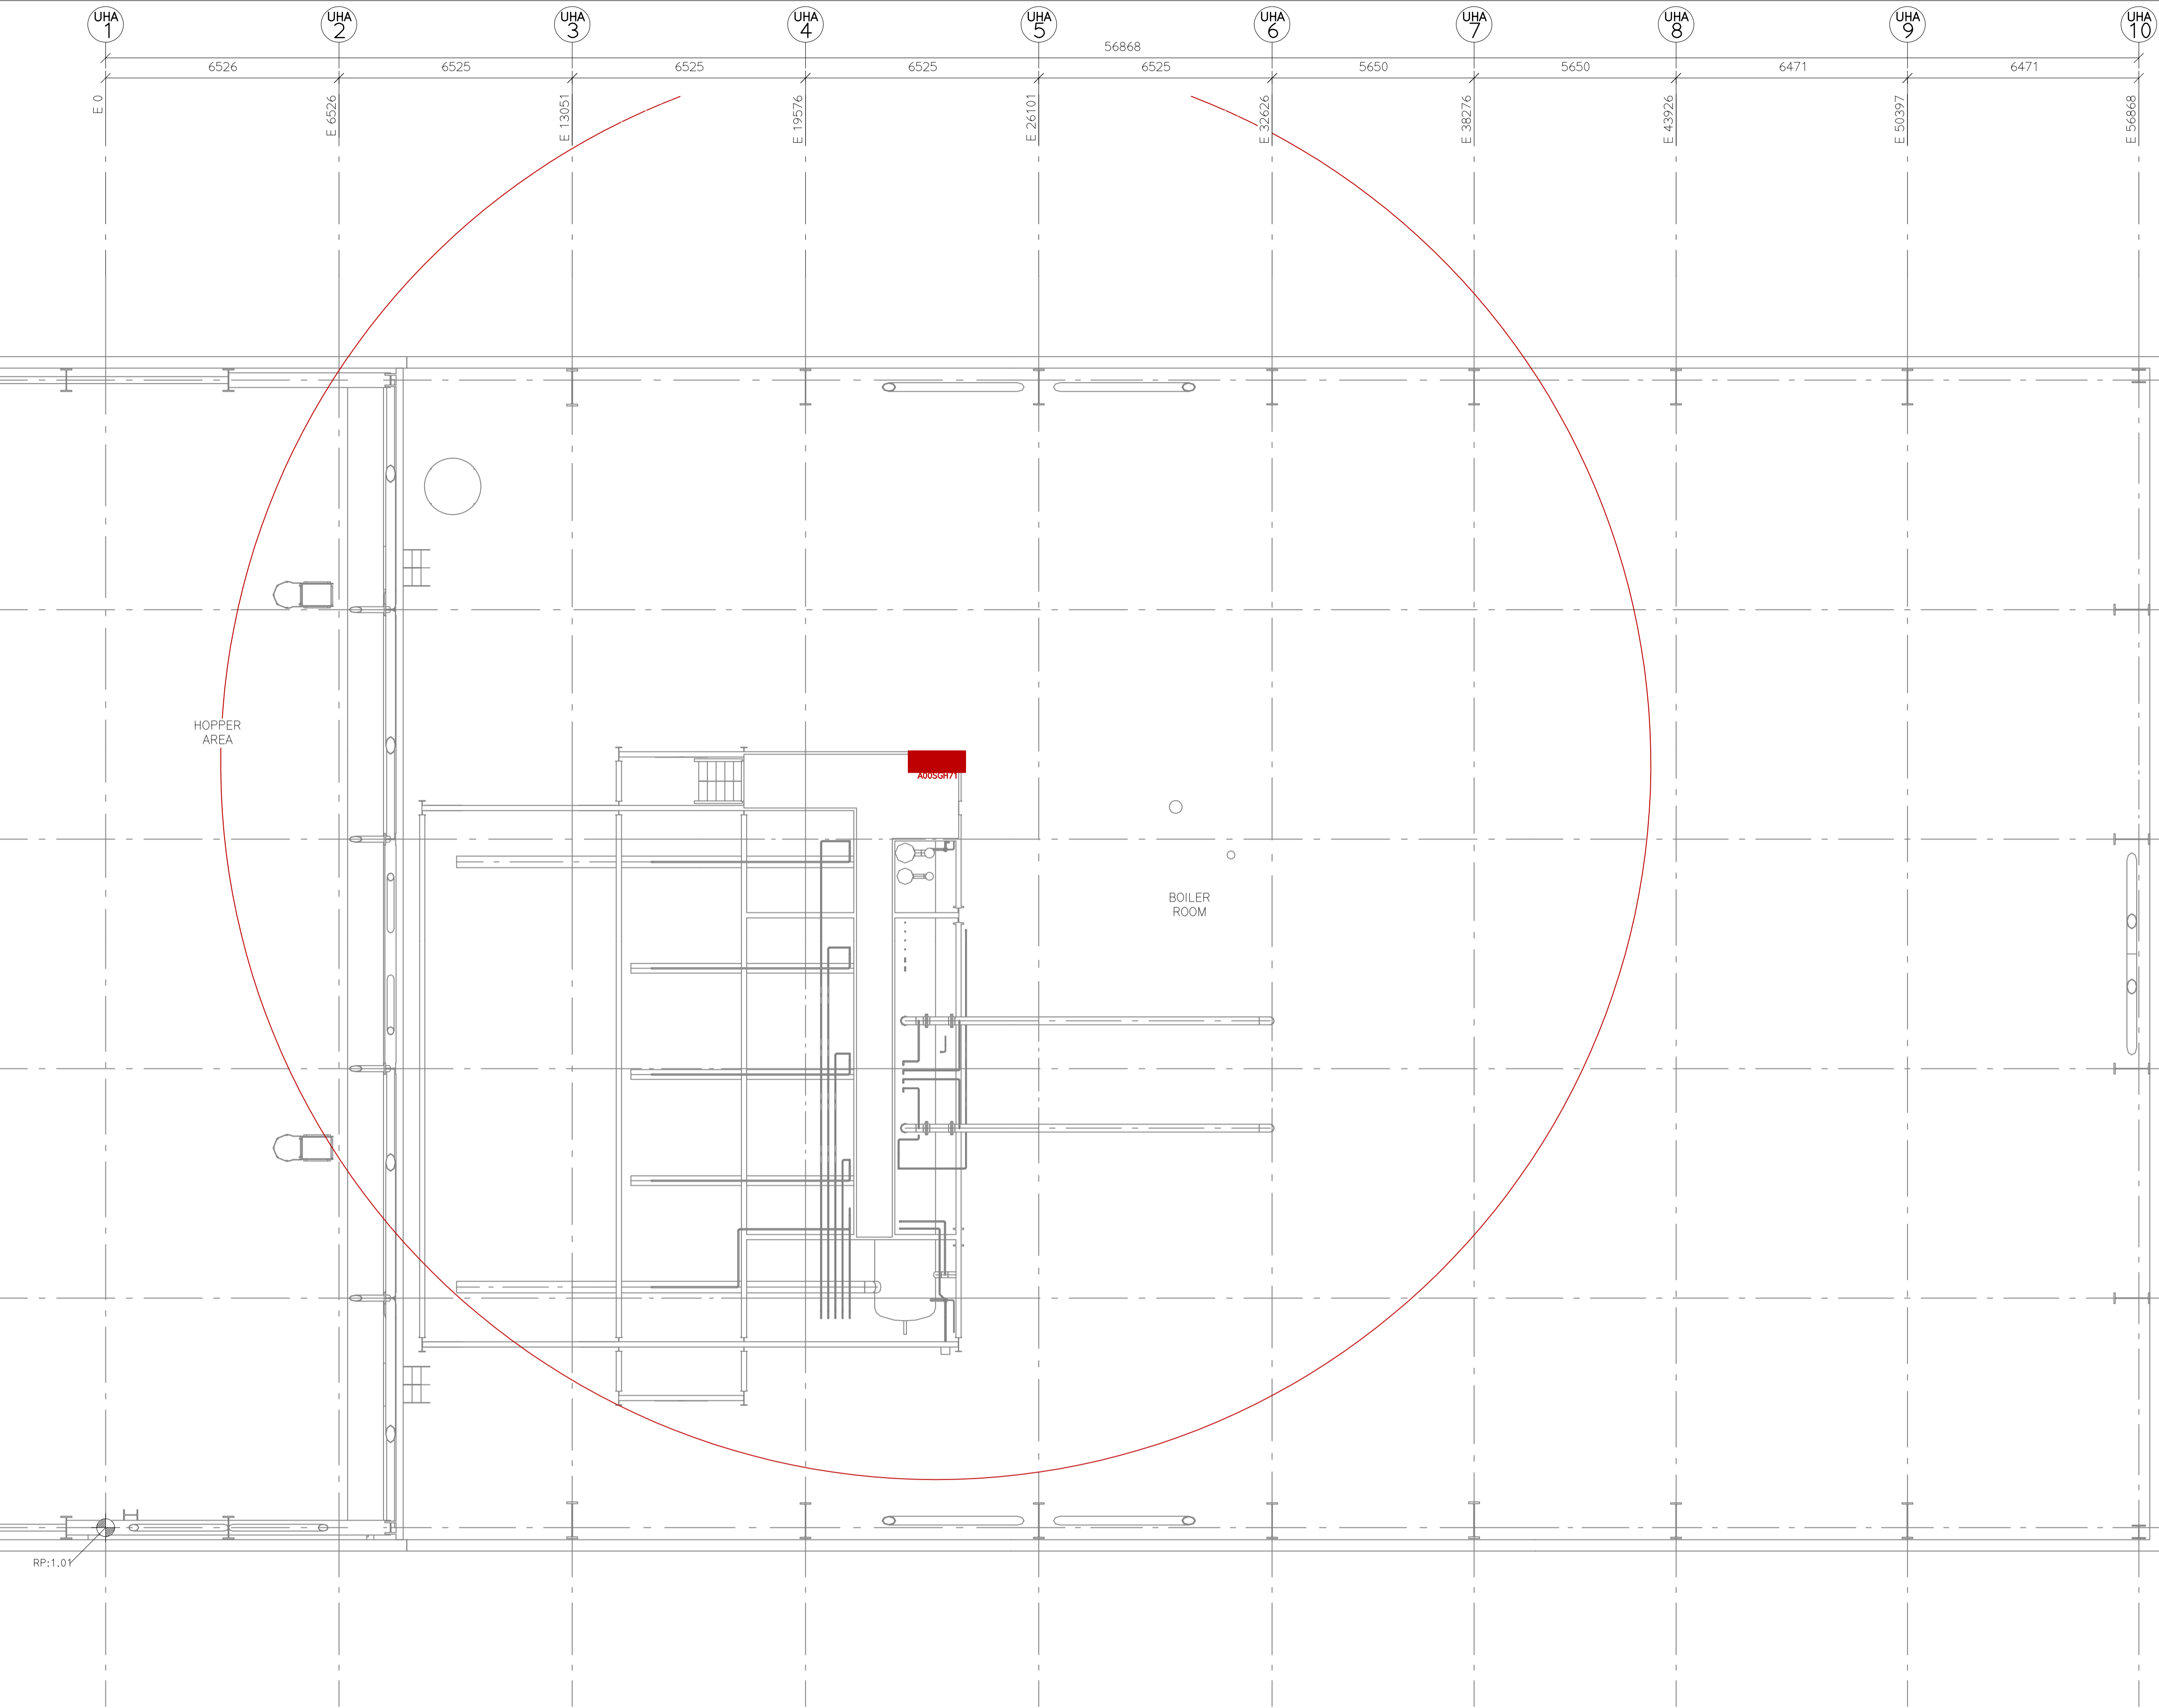 UHA
1
UHA
2
UHA
3
UHA
4
UHA
5
UHA
6
UHA
7
UHA
8
UHA
9
UHA
10
56868
6526
6525
6525
6525
6525
5650
5650
6471
6471
E 0
E 6526
E 13051
E 19576
E 26101
E 32626
E 38276
E 43926
E 50397
E 56868
HOPPER
AREA
A00SGH71
BOILER
ROOM
RP:1.01